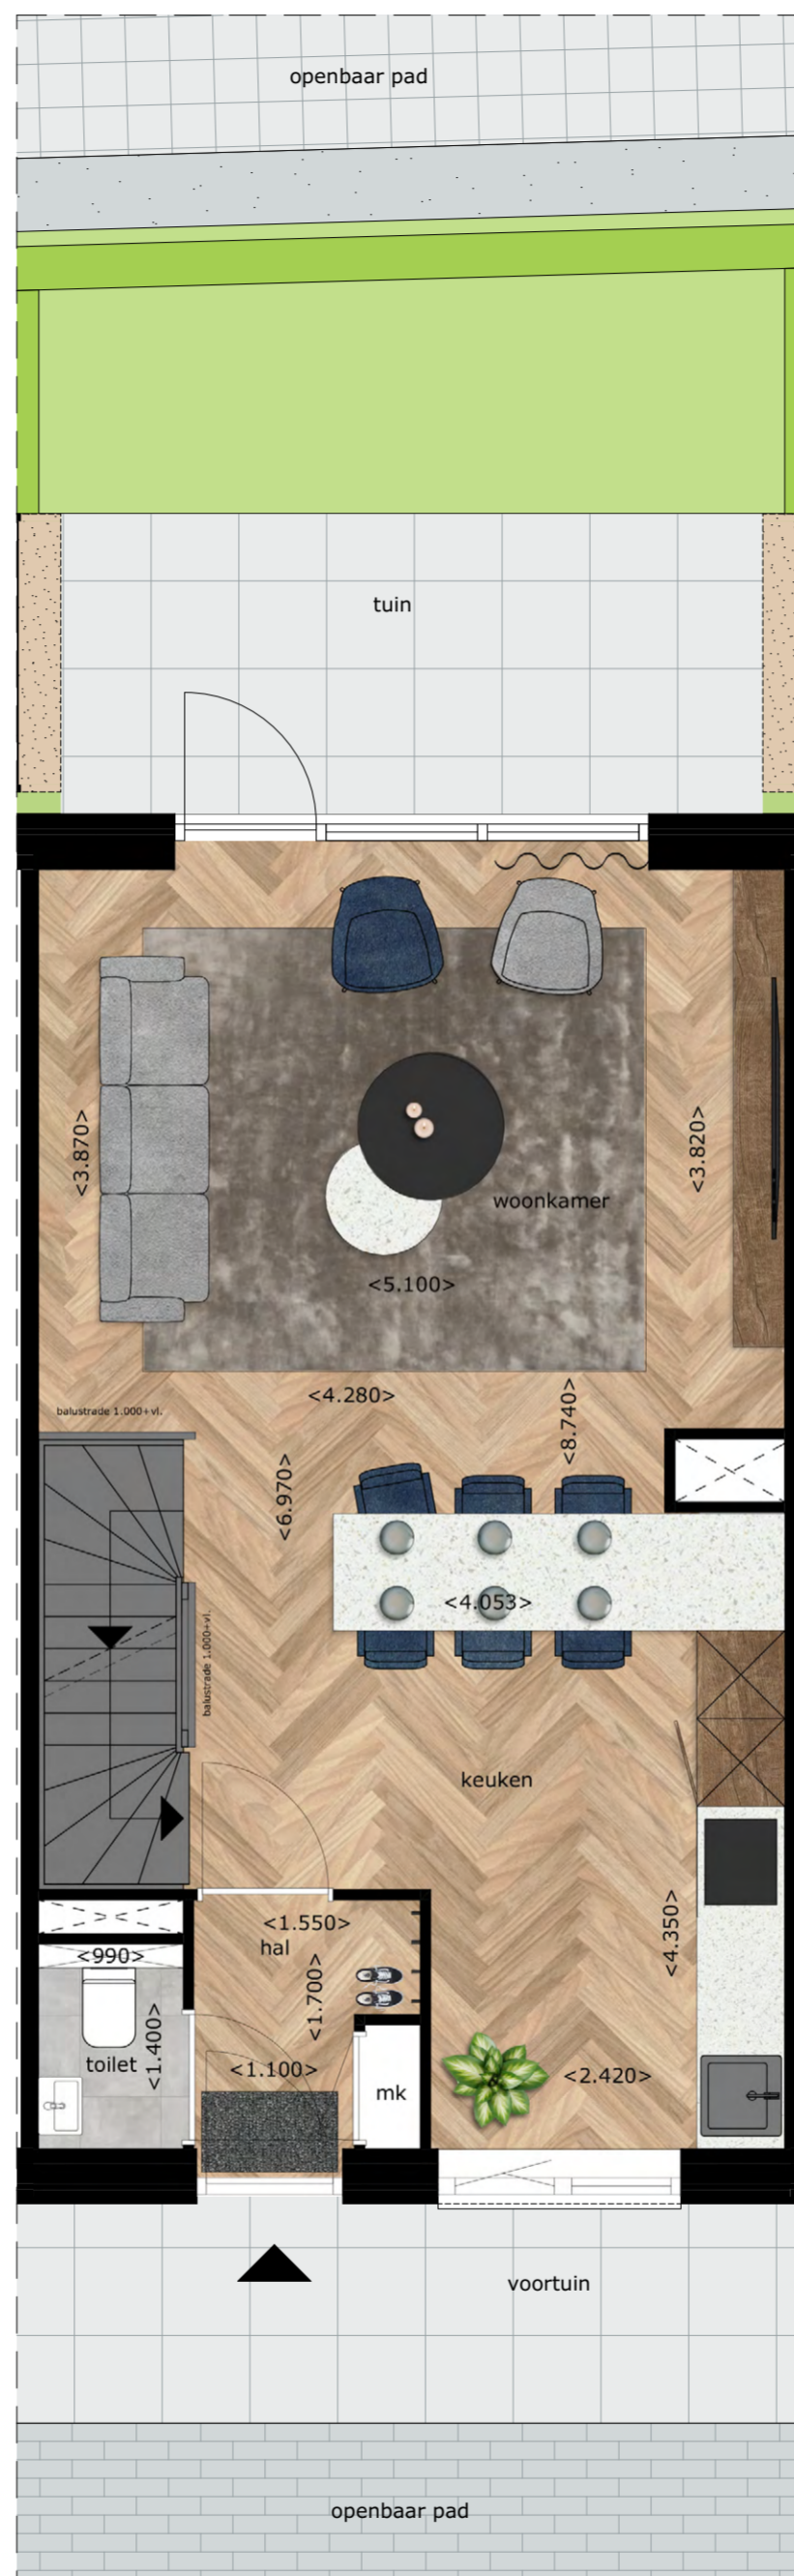 openbaar pad
tuin
<3.870>
<3.820>
woonkamer
<5.100>
<4.280>
balustrade 1.000+vl.
<8.740>
<6.970>
<4.053>
balustrade 1.000+vl.
keuken
<1.550>
hal
<4.350>
<990>
<1.700>
<1.400>
toilet
<1.100>
<2.420>
mk
voortuin
openbaar pad